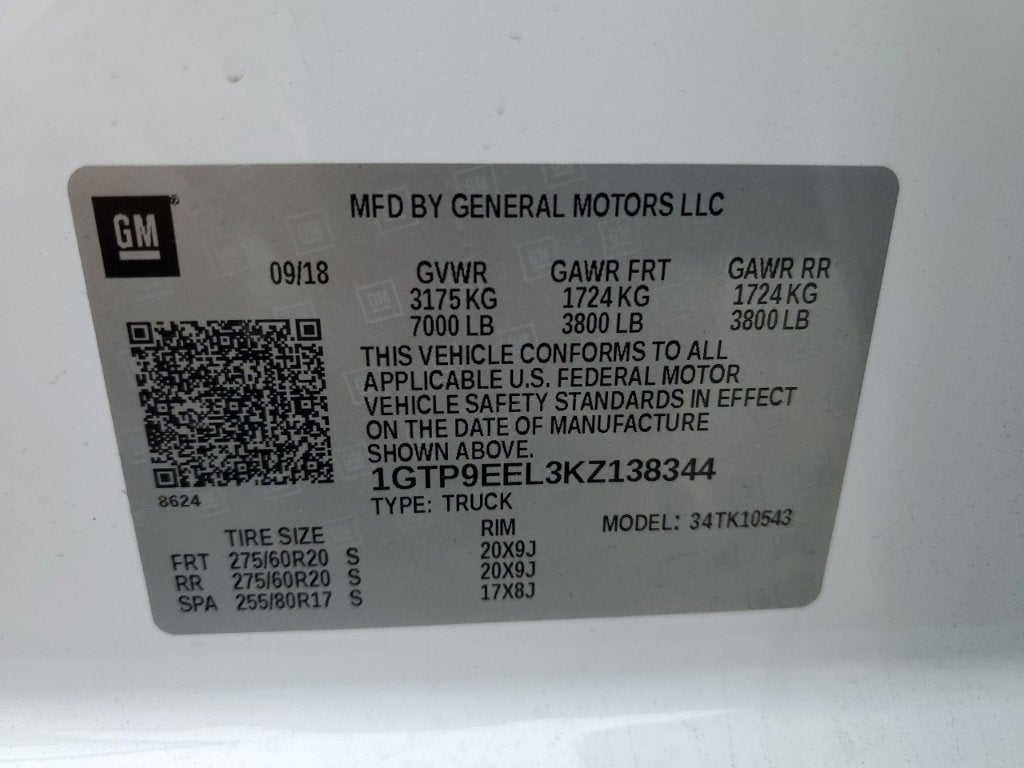 GM
MFD BY GENERAL MOTORS LLC
09/18 GVWR GAWR FRT GAWR RR
3175 KG 1724 KG 1724 KG
7000 LB 3800 LB 3800 LB
THIS VEHICLE CONFORMS TO ALL
APPLICABLE U.S. FEDERAL MOTOR
VEHICLE SAFETY STANDARDS IN EFFECT
ON THE DATE OF MANUFACTURE
SHOWN ABOVE.
1GTP9EEL3KZ138344
8624
TYPE: TRUCK
MODEL: 34TK10543
TIRE SIZE RIM
FRT 275/60R20 S 20X9J
RR 275/60R20 S 20X9J
SPA 255/80R17 S 17X8J